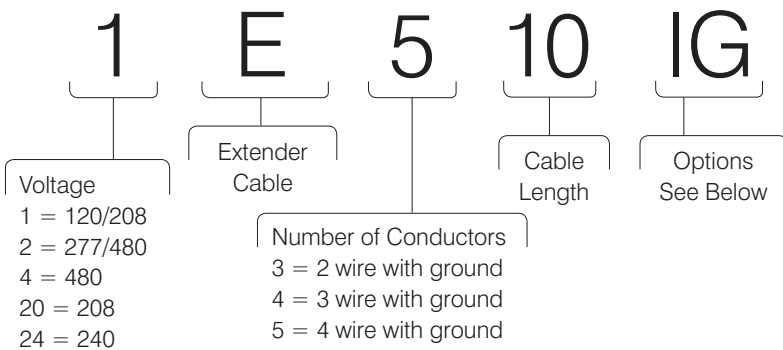 1 E 5 10 IG
Voltage
1 = 120/208
2 = 277/480
4 = 480
20 = 208
24 = 240
Extender
Cable
Number of Conductors
3 = 2 wire with ground
4 = 3 wire with ground
5 = 4 wire with ground
Cable
Length
Options
See Below